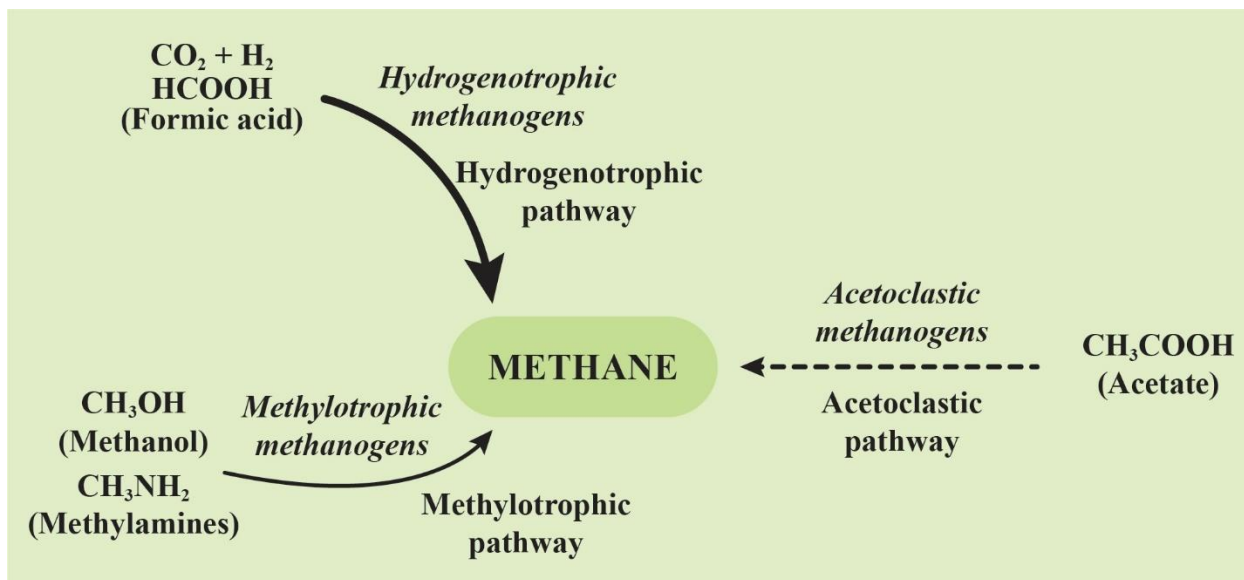 CO₂ + H₂
HCOOH
(Formic acid)
Hydrogenotrophic
methanogens
Hydrogenotrophic
pathway
METHANE
Acetoclastic
methanogens
Acetoclastic
pathway
CH₃COOH
(Acetate)
CH₃OH
(Methanol)
CH₃NH₂
(Methylamines)
Methylotrophic
methanogens
Methylotrophic
pathway